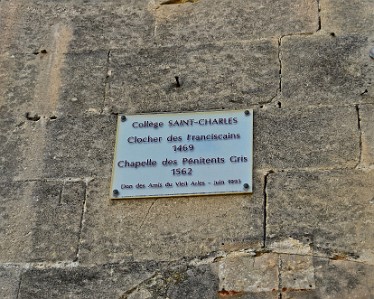 Collège SAINT-CHARLES
Clocher des Franciscains
1469
Chapelle des Pénitents Gris
1562
Don des Amis du Vieil Arles - Juin